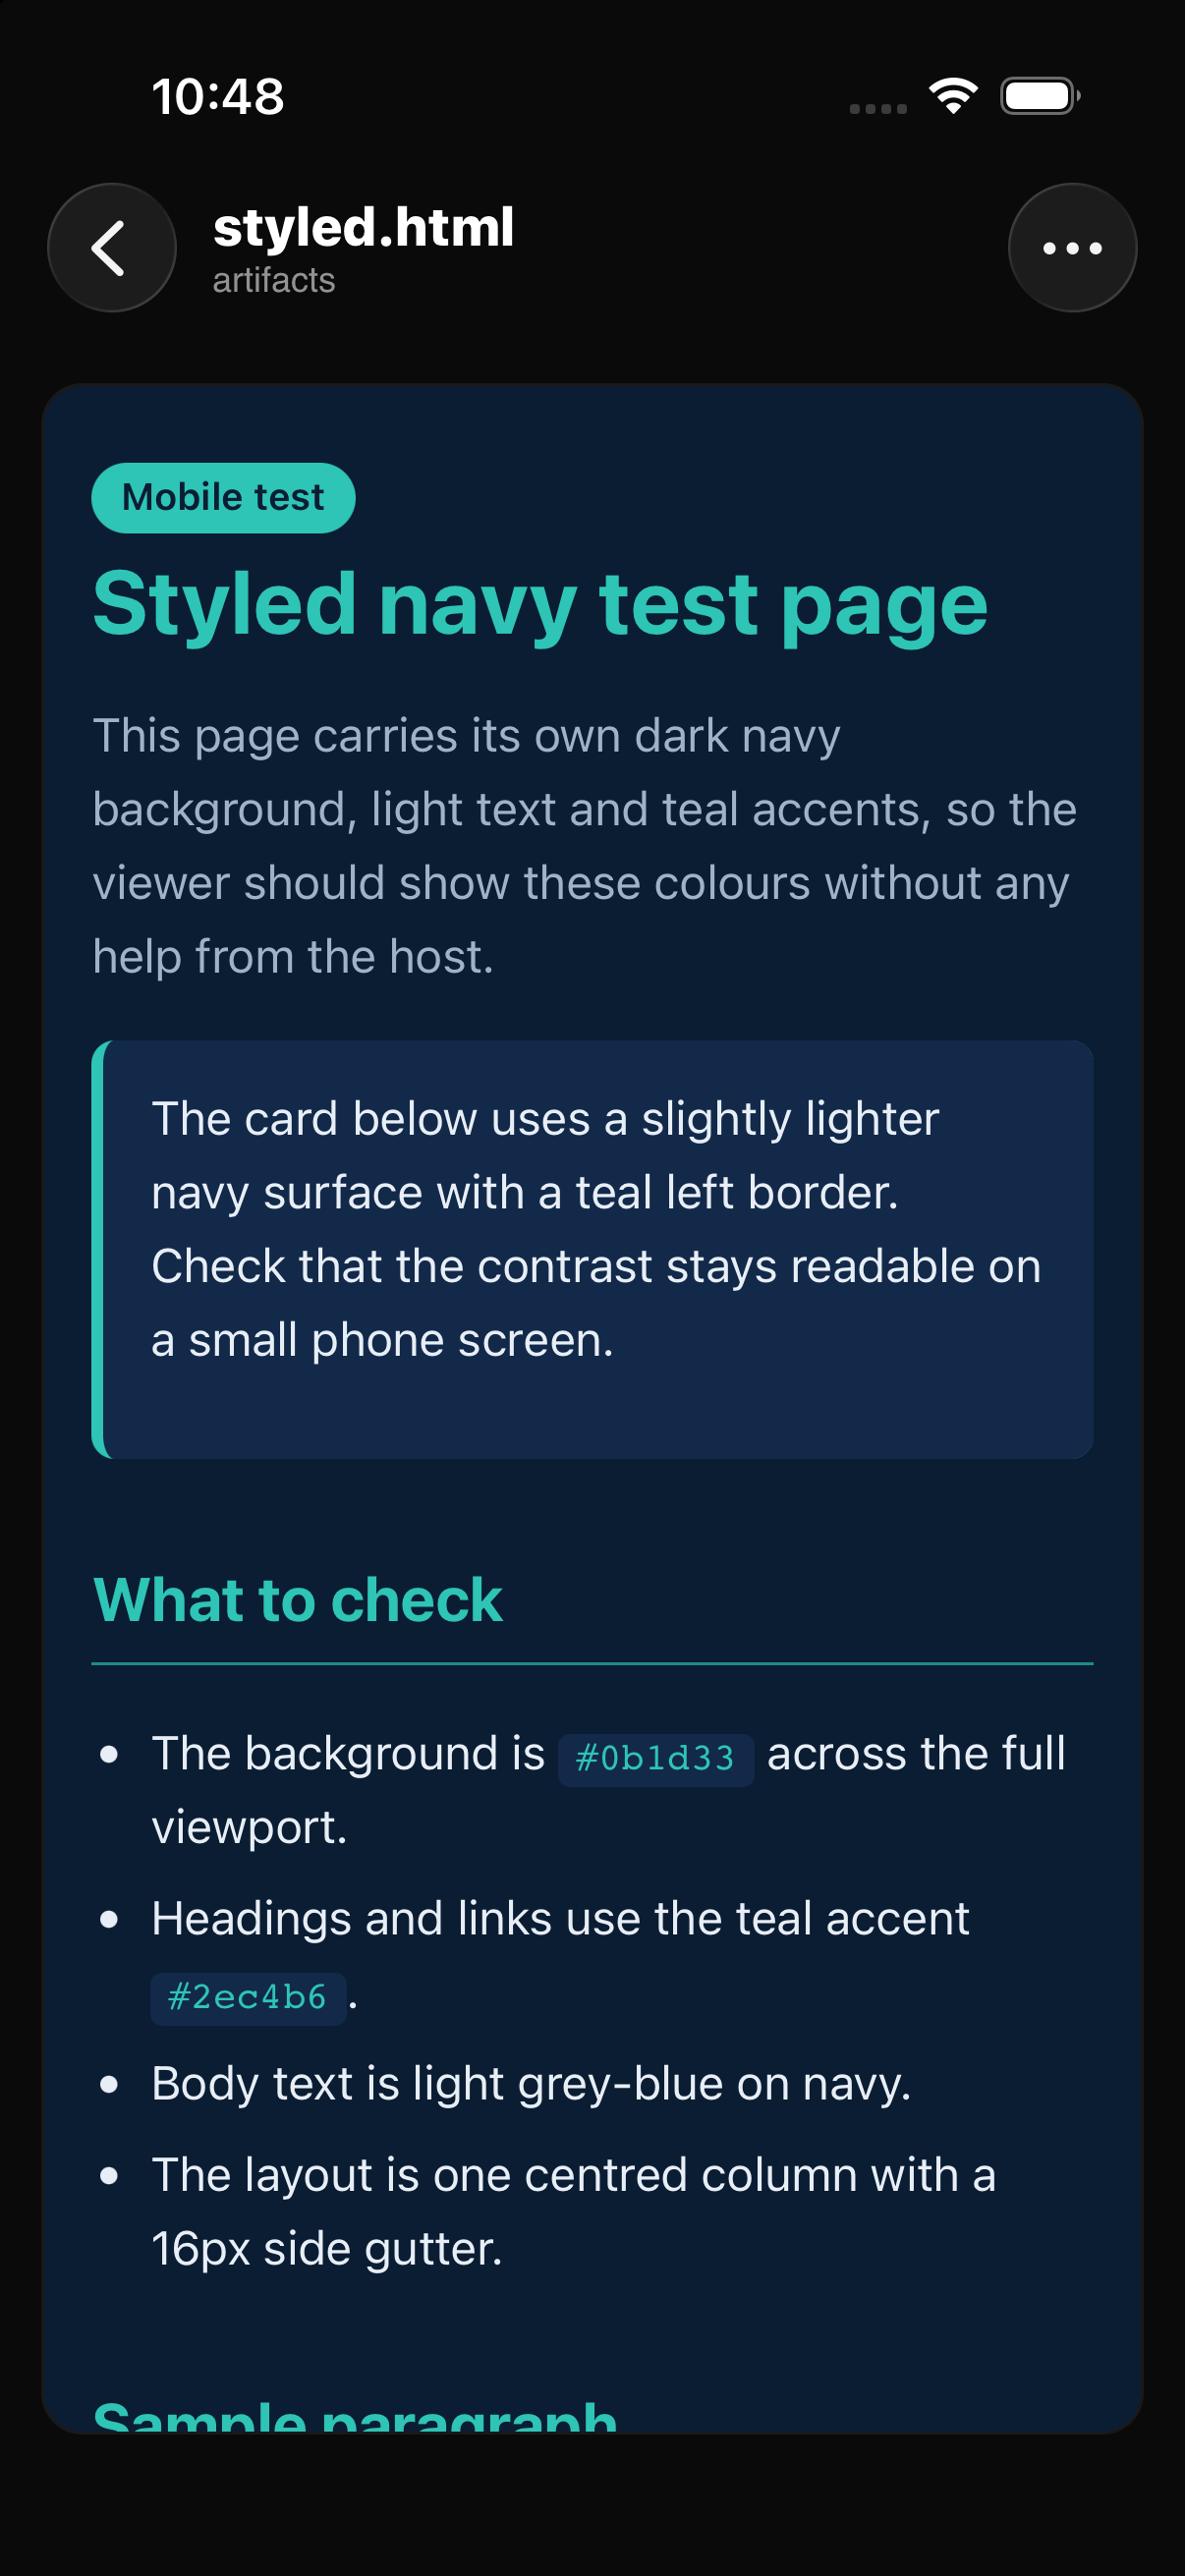 10:48
styled.html
artifacts
Mobile test
Styled navy test page
This page carries its own dark navy
background, light text and teal accents, so the
viewer should show these colours without any
help from the host.
The card below uses a slightly lighter
navy surface with a teal left border.
Check that the contrast stays readable on
a small phone screen.
What to check
• The background is #0b1d33 across the full
viewport.
• Headings and links use the teal accent
#2ec4b6.
• Body text is light grey-blue on navy.
• The layout is one centred column with a
16px side gutter.
Sample paragraph